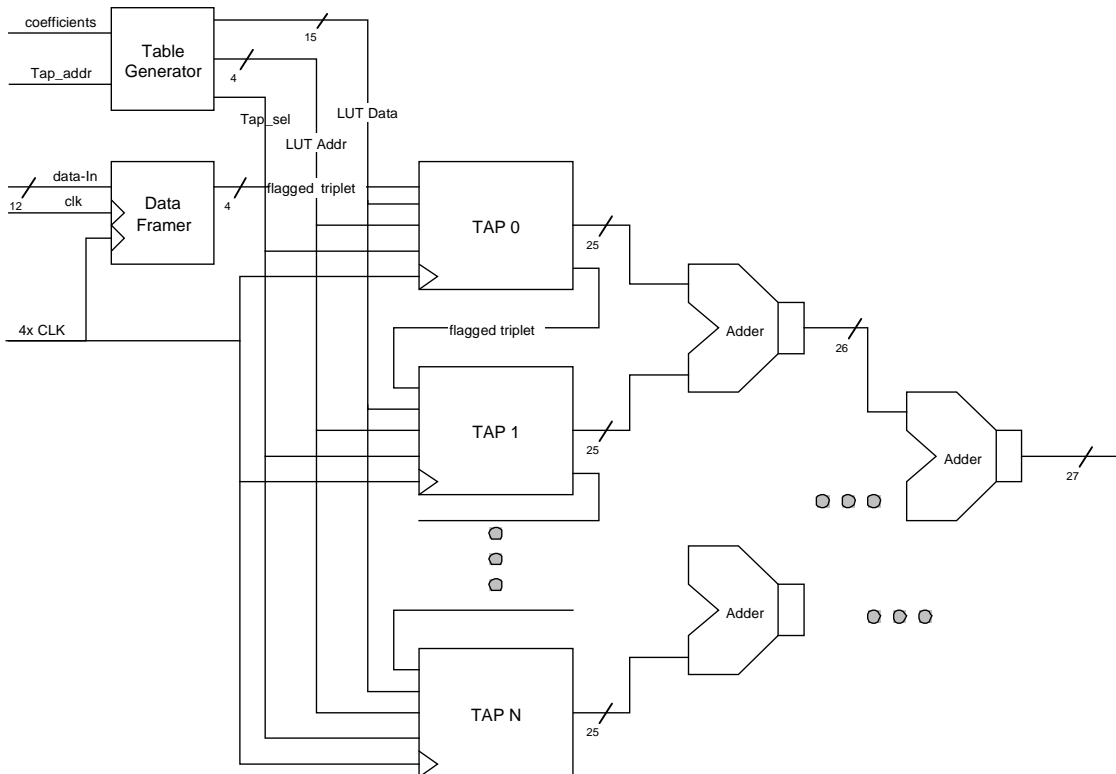 coefficients
15
Table
Generator
Tap_addr
4
LUT Data
Tap_sel
LUT Addr
data-In
flagged triplet
12
clk
Data
Framer
4
TAP 0
25
4x CLK
flagged triplet
Adder
26
TAP 1
25
Adder
27
Adder
TAP N
25